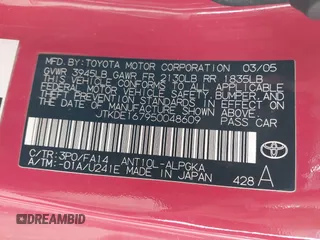 MFD.BY:TOYOTA MOTOR CORPORATION 03/05
GVWR 3945LB GAWR FR 2130LB RR 1835LB
THIS VEHICLE CONFORMS TO ALL APPLICABLE
FEDERAL MOTOR VEHICLE SAFETY, BUMPER, AND
THEFT PREVENTION STANDARDS IN EFFECT ON
THE DATE OF MANUFACTURE SHOWN ABOVE.
JTKDE167950048609
PASS.CAR
TOYOTA
C/TR:3P0/FA14 ANT10L-ALPGKA
A/TM:-01A/U241E MADE IN JAPAN
428 A
DREAMBID